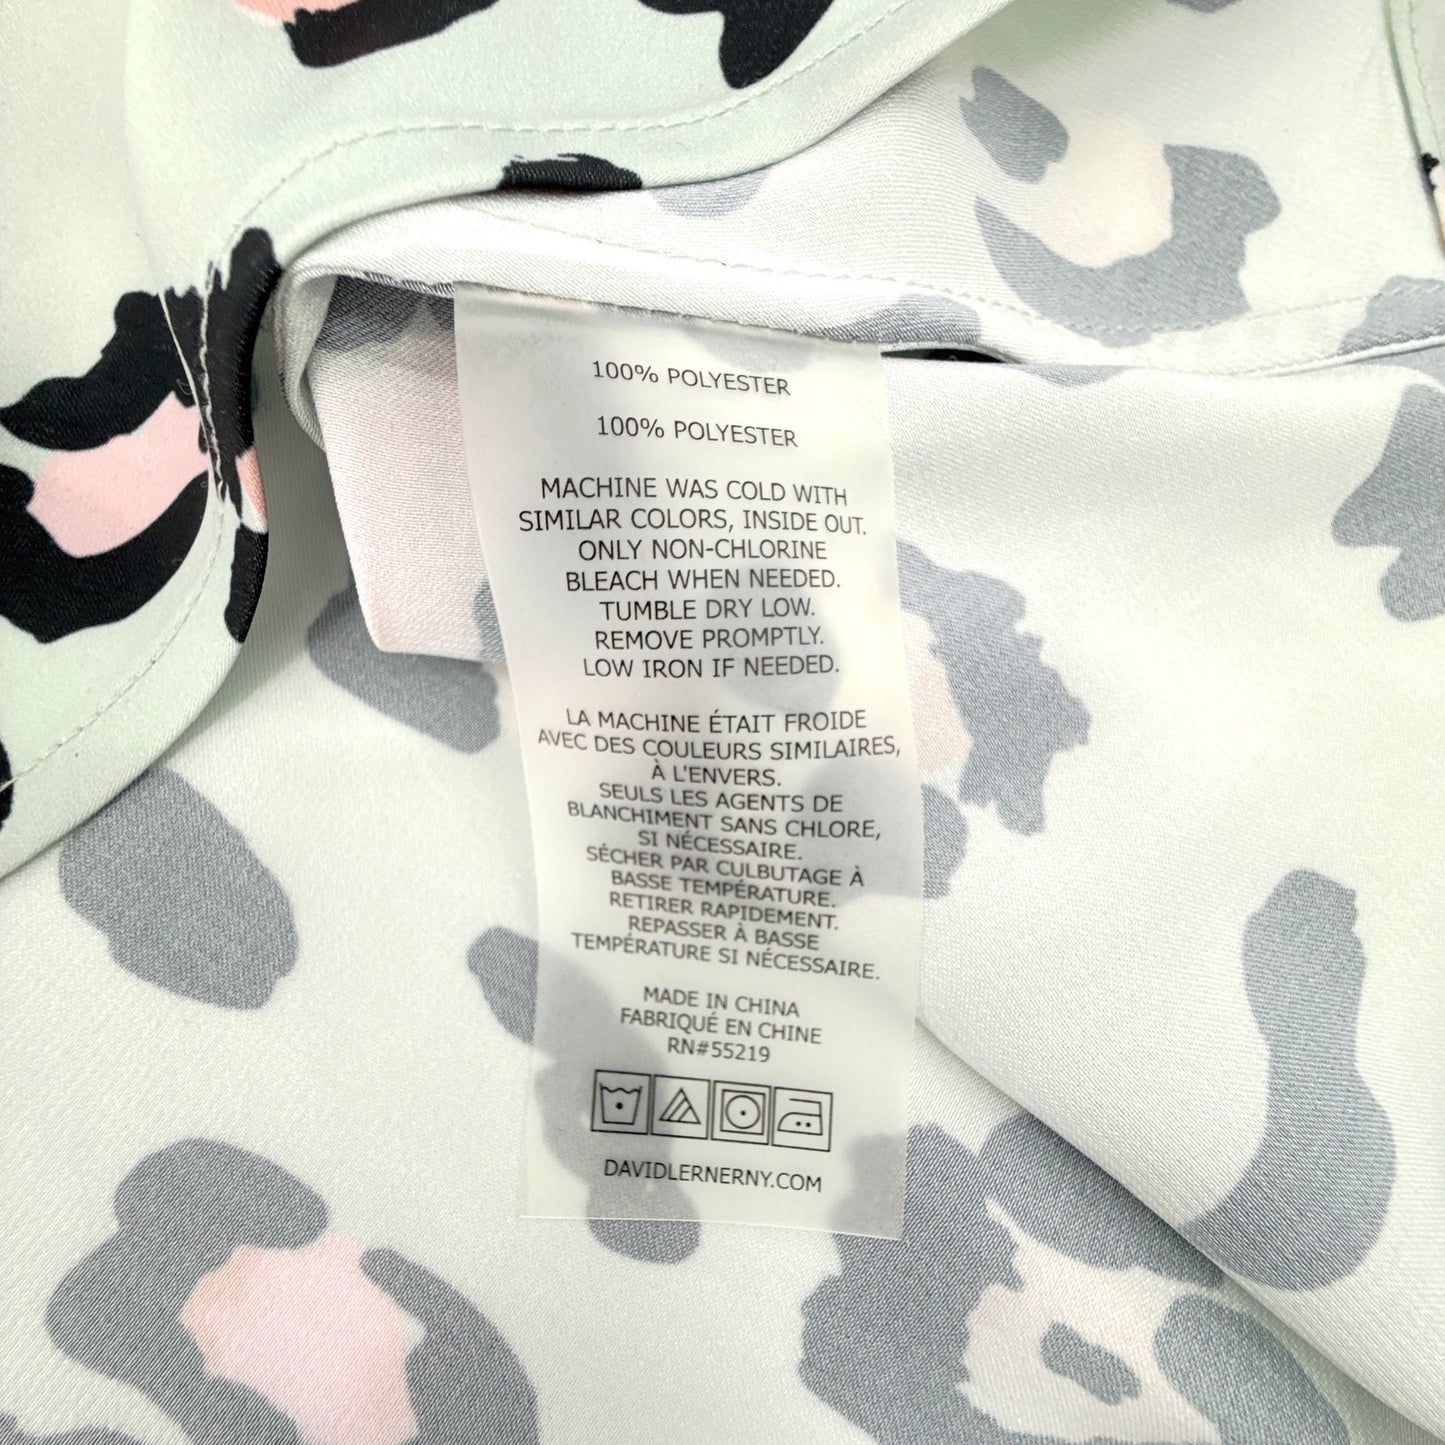 100% POLYESTER
100% POLYESTER
MACHINE WAS COLD WITH
SIMILAR COLORS, INSIDE OUT.
ONLY NON-CHLORINE
BLEACH WHEN NEEDED.
TUMBLE DRY LOW.
REMOVE PROMPTLY.
LOW IRON IF NEEDED.
LA MACHINE ÉTAIT FROIDE
AVEC DES COULEURS SIMILAIRES,
À L'ENVERS.
SEULS LES AGENTS DE
BLANCHIMENT SANS CHLORE,
SI NÉCESSAIRE.
SÉCHER PAR CULBUTAGE À
BASSE TEMPÉRATURE.
RETIRER RAPIDEMENT.
REPASSER À BASSE
TEMPÉRATURE SI NÉCESSAIRE.
MADE IN CHINA
FABRIQUÉ EN CHINE
RN#55219
DAVIDLERNERNY.COM